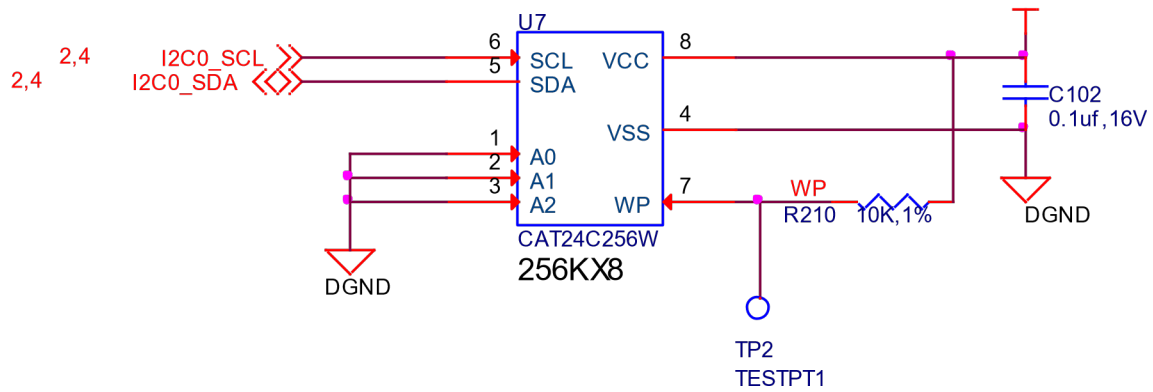 U7
2,4
I2C0_SCL
6
SCL
VCC
8
2,4
I2C0_SDA
5
SDA
C102
0.1uf,16V
VSS
4
1
A0
2
A1
3
A2
WP
7
WP
R210
10K,1%
DGND
CAT24C256W
256KX8
DGND
TP2
TESTPT1